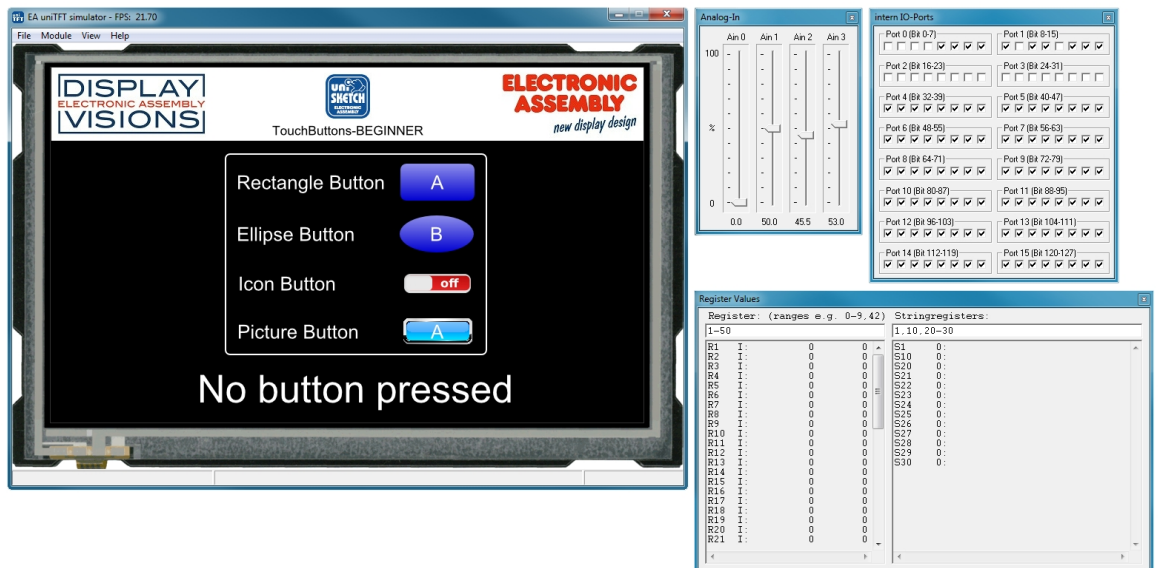 EA uniTFT simulator - FPS: 21.70
File Module View Help
DISPLAY
ELECTRONIC ASSEMBLY
VISIONS
uni
SKETCH
ELECTRONIC
ASSEMBLY
TouchButtons-BEGINNER
ELECTRONIC
ASSEMBLY
new display design
Rectangle Button A
Ellipse Button B
Icon Button off
Picture Button A
No button pressed
Analog-In
Ain 0 Ain 1 Ain 2 Ain 3
100
%
0
0.0 50.0 45.5 53.0
intern IO-Ports
Port 0 (Bit 0-7) Port 1 (Bit 8-15)
Port 2 (Bit 16-23) Port 3 (Bit 24-31)
Port 4 (Bit 32-39) Port 5 (Bit 40-47)
Port 6 (Bit 48-55) Port 7 (Bit 56-63)
Port 8 (Bit 64-71) Port 9 (Bit 72-79)
Port 10 (Bit 80-87) Port 11 (Bit 88-95)
Port 12 (Bit 96-103) Port 13 (Bit 104-111)
Port 14 (Bit 112-119) Port 15 (Bit 120-127)
Register Values
Register: (ranges e.g. 0-9,42) Stringregisters:
1-50 1,10,20-30
R1 I: 0 0 S1 0:
R2 I: 0 0 S10 0:
R3 I: 0 0 S20 0:
R4 I: 0 0 S21 0:
R5 I: 0 0 S22 0:
R6 I: 0 0 S23 0:
R7 I: 0 0 S24 0:
R8 I: 0 0 S25 0:
R9 I: 0 0 S26 0:
R10 I: 0 0 S27 0:
R11 I: 0 0 S28 0:
R12 I: 0 0 S29 0:
R13 I: 0 0 S30 0:
R14 I: 0 0
R15 I: 0 0
R16 I: 0 0
R17 I: 0 0
R18 I: 0 0
R19 I: 0 0
R20 I: 0 0
R21 I: 0 0